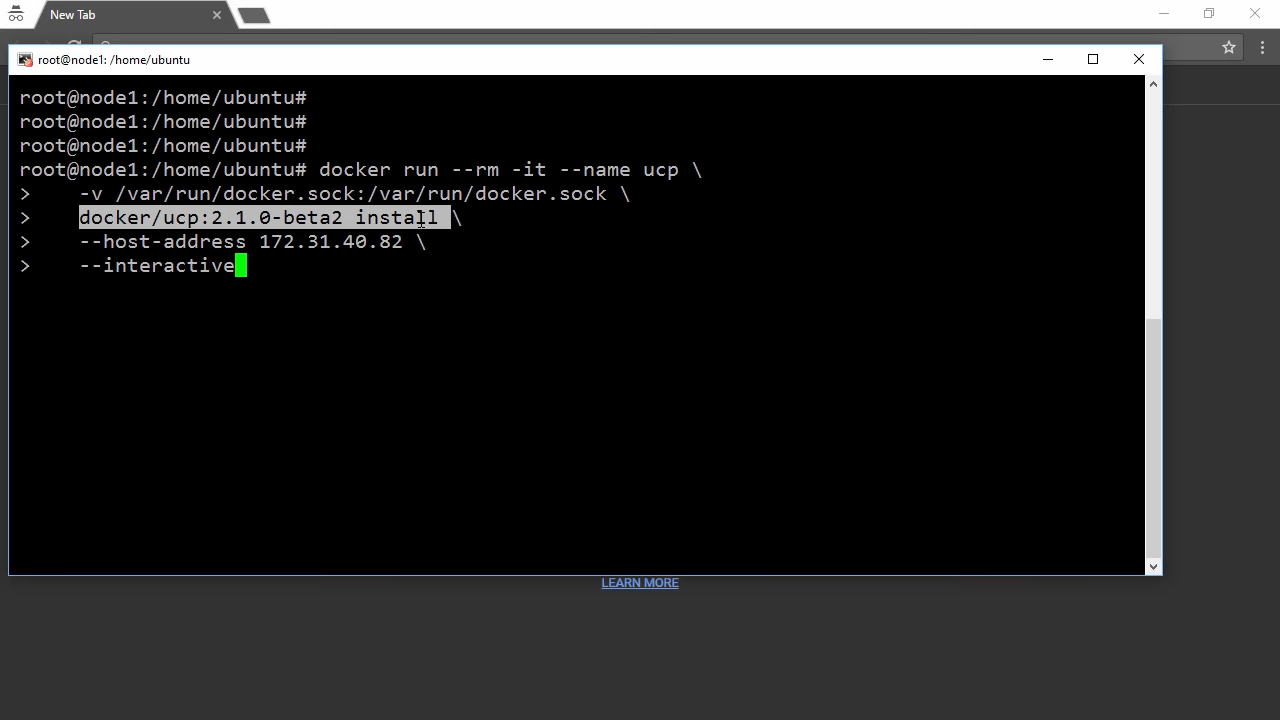 New Tab
root@node1: /home/ubuntu
root@node1:/home/ubuntu#
root@node1:/home/ubuntu#
root@node1:/home/ubuntu#
root@node1:/home/ubuntu# docker run --rm -it --name ucp \
>    -v /var/run/docker.sock:/var/run/docker.sock \
>    docker/ucp:2.1.0-beta2 install \
>    --host-address 172.31.40.82 \
>    --interactive
LEARN MORE